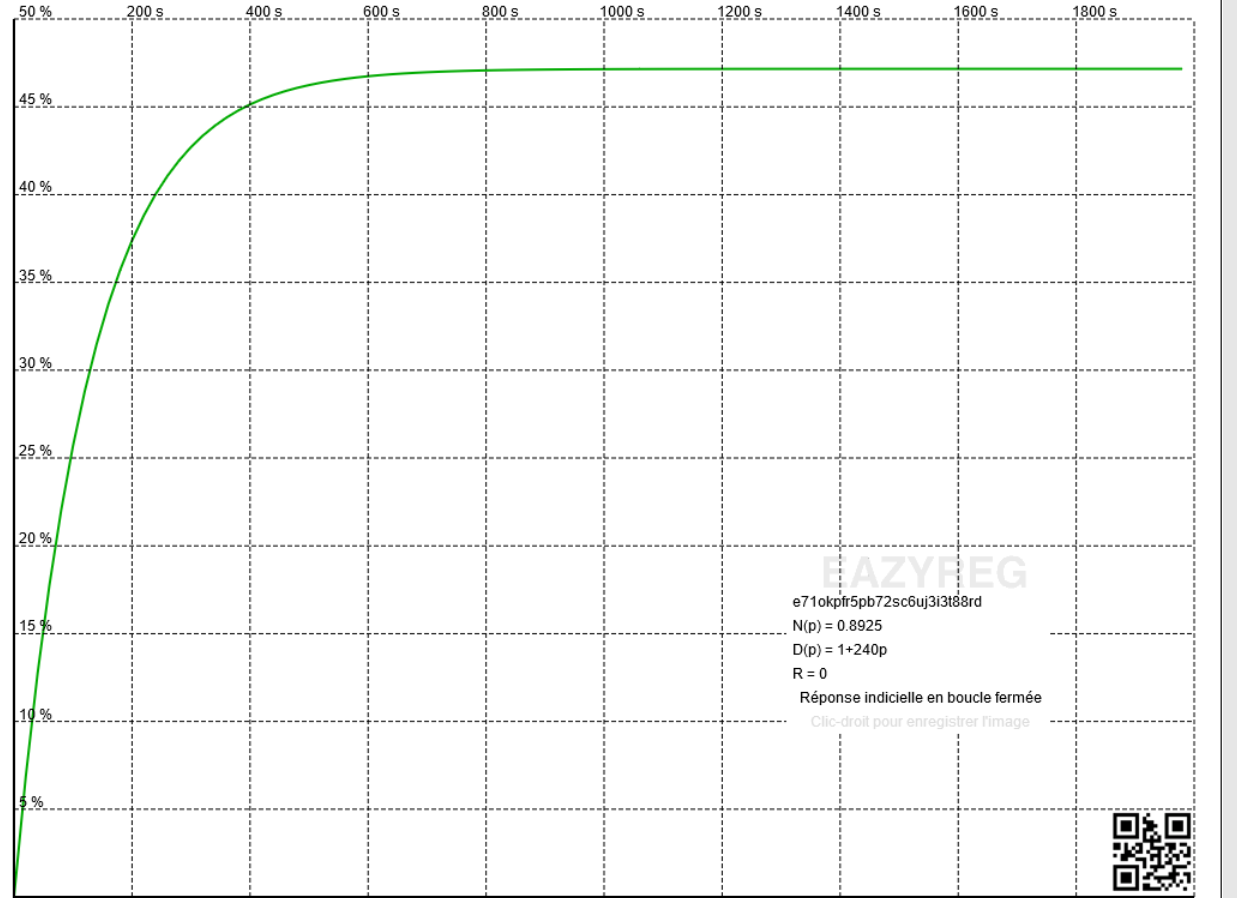 50 % 200 s 400 s 600 s 800 s 1000 s 1200 s 1400 s 1600 s 1800 s
45 %
40 %
35 %
30 %
25 %
20 %
EAZYREG
e71okpfr5pb72sc6uj3i3t88rd
15 %
N(p) = 0.8925
D(p) = 1+240p
R = 0
Réponse indicielle en boucle fermée
10 %
Clic-droit pour enregistrer l'image
5 %